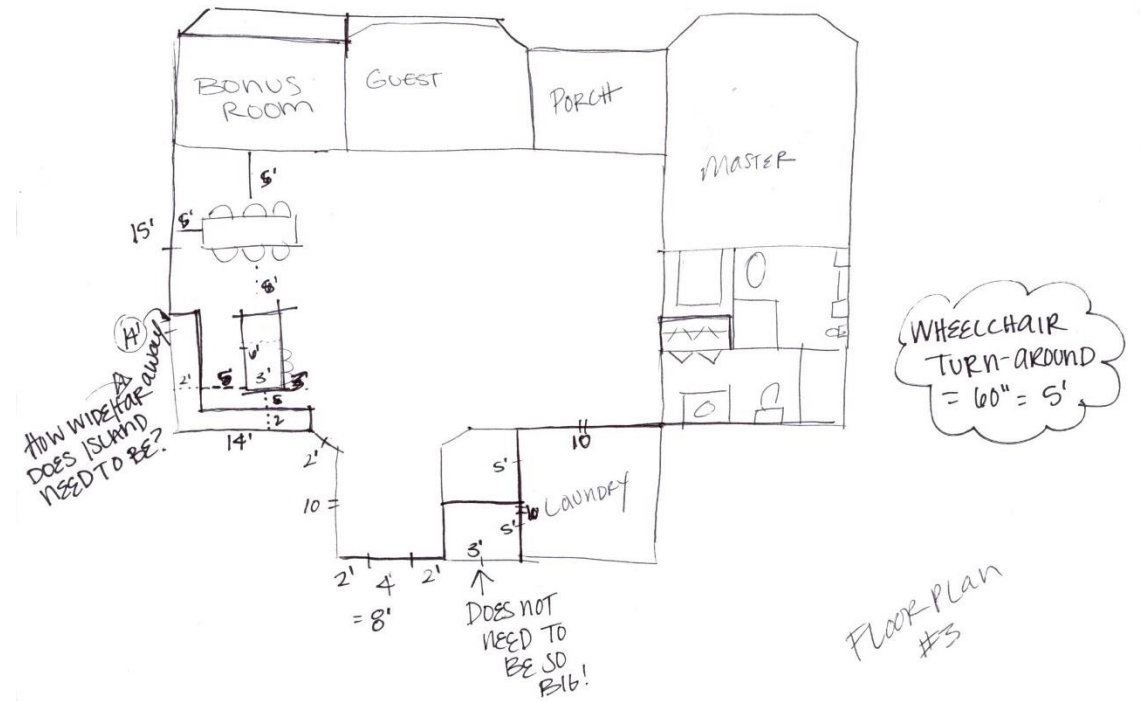 BONUS
ROOM
GUEST
PORCH
MASTER
5'
15'
5'
8'
14'
6'
2'
5'
3'
3'
5
2
HOW WIDE/FAR away
DOES ISLAND
NEED TO BE?
14'
2'
10
10
5'
LAUNDRY
5'
3'
2'
4'
2'
= 8'
DOES NOT
NEED TO
BE SO
BIG!
WHEELCHAIR
TURN-AROUND
= 60" = 5'
FLOOR PLAN
#3